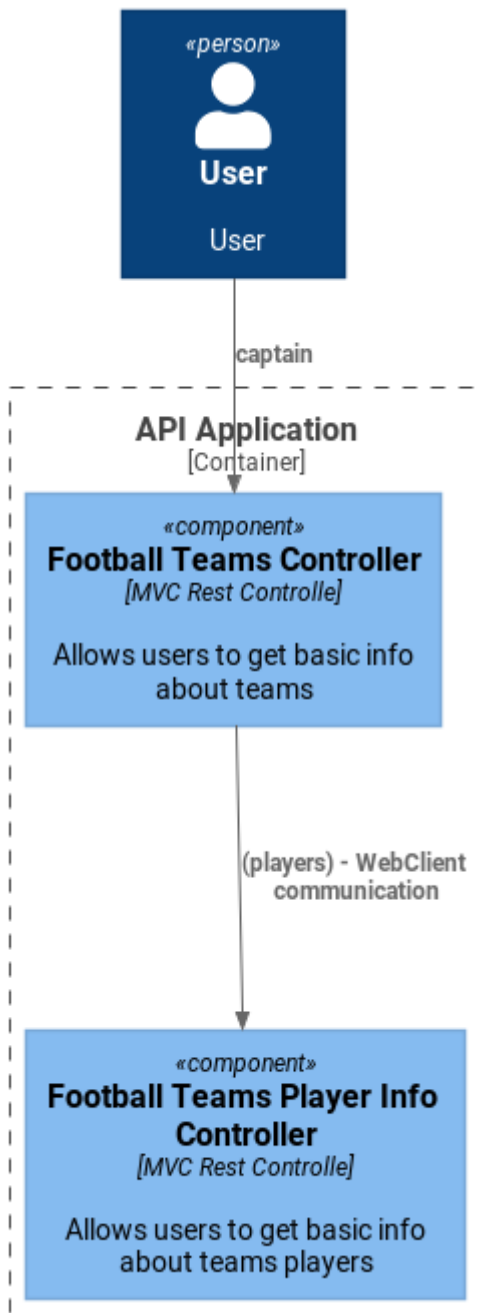 «person»
User
User
captain
API Application
[Container]
«component»
Football Teams Controller
[MVC Rest Controlle]
Allows users to get basic info
about teams
(players) - WebClient
communication
«component»
Football Teams Player Info
Controller
[MVC Rest Controlle]
Allows users to get basic info
about teams players